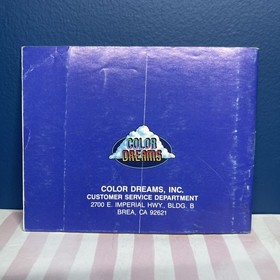 COLOR
DREAMS
COLOR DREAMS, INC.
CUSTOMER SERVICE DEPARTMENT
2700 E. IMPERIAL HWY., BLDG. B
BREA, CA 92621